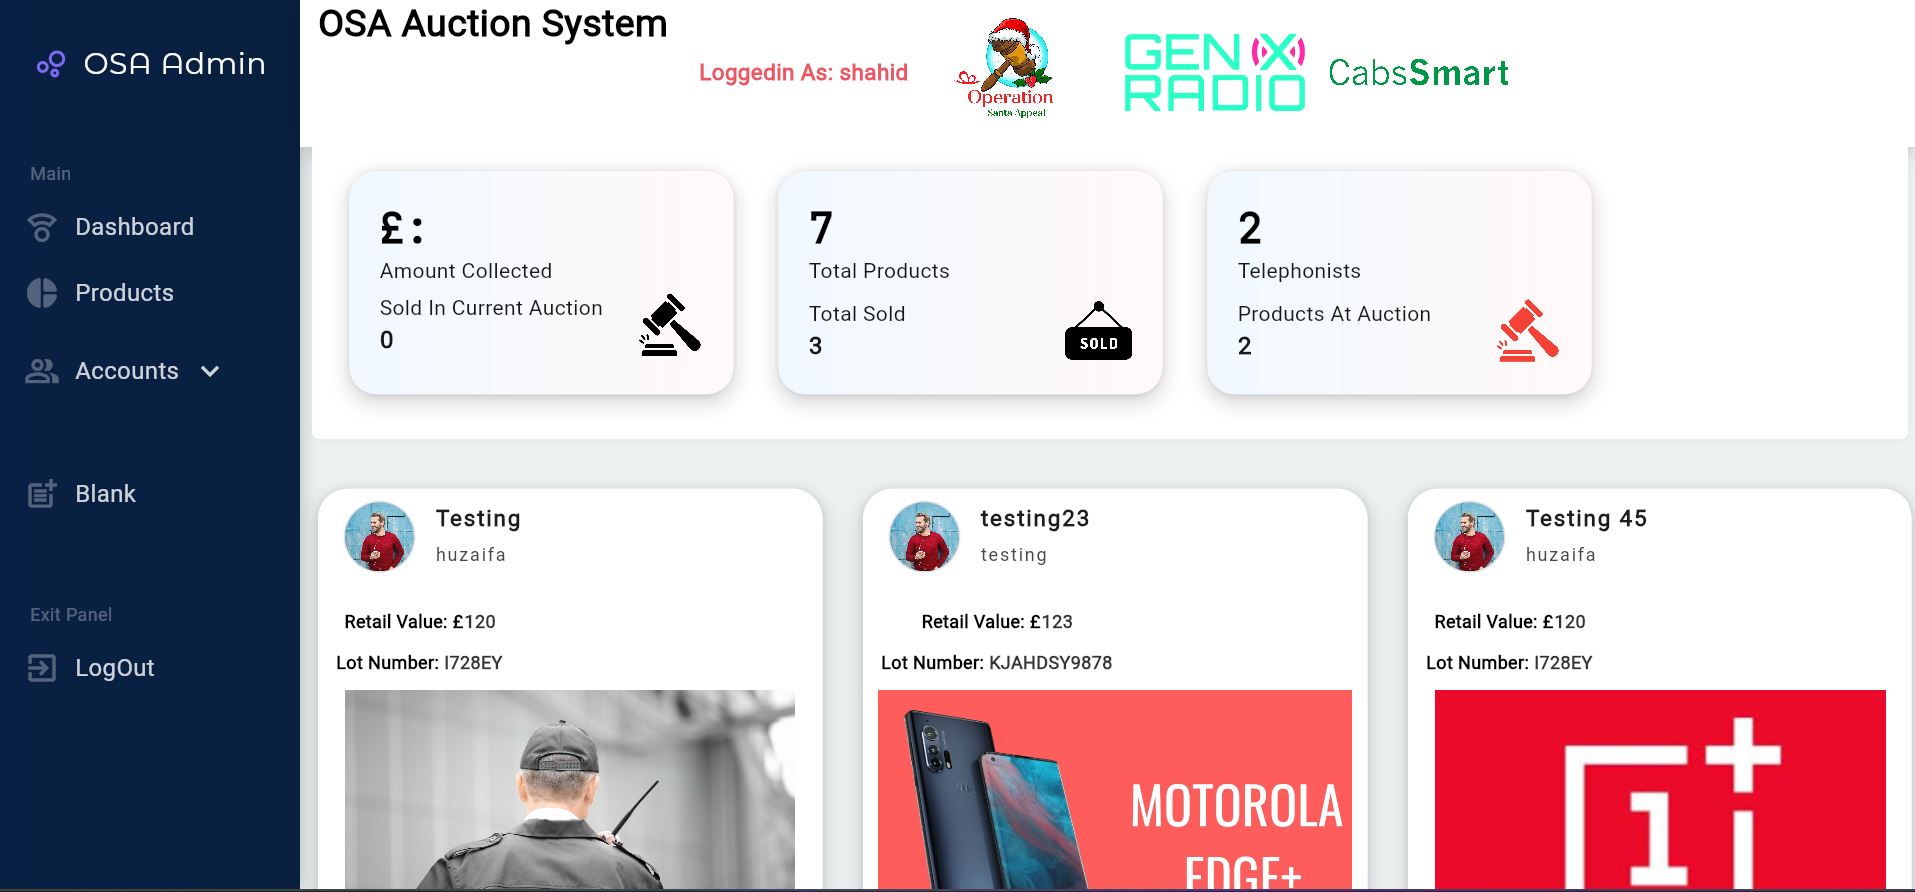 OSA Admin
Main
Dashboard
Products
Accounts
Blank
Exit Panel
LogOut
OSA Auction System
Loggedin As: shahid
Operation
Santa Appeal
GEN X
RADIO
CabsSmart
£:
Amount Collected
Sold In Current Auction
0
7
Total Products
Total Sold
3
SOLD
2
Telephonists
Products At Auction
2
Testing
huzaifa
Retail Value: £120
Lot Number: I728EY
testing23
testing
Retail Value: £123
Lot Number: KJAHDSY9878
MOTOROLA
EDGE+
Testing 45
huzaifa
Retail Value: £120
Lot Number: I728EY
1+